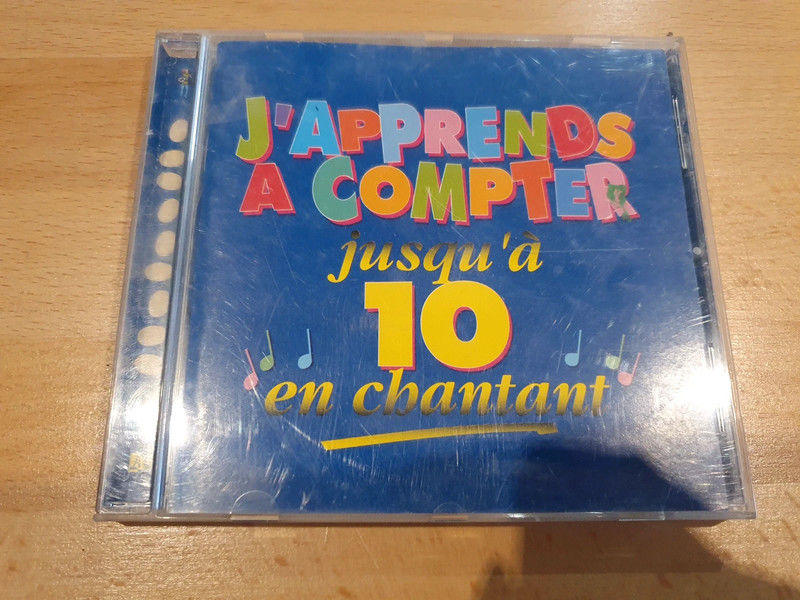 J'APPRENDS
A COMPTER
jusqu'à
10
en chantant